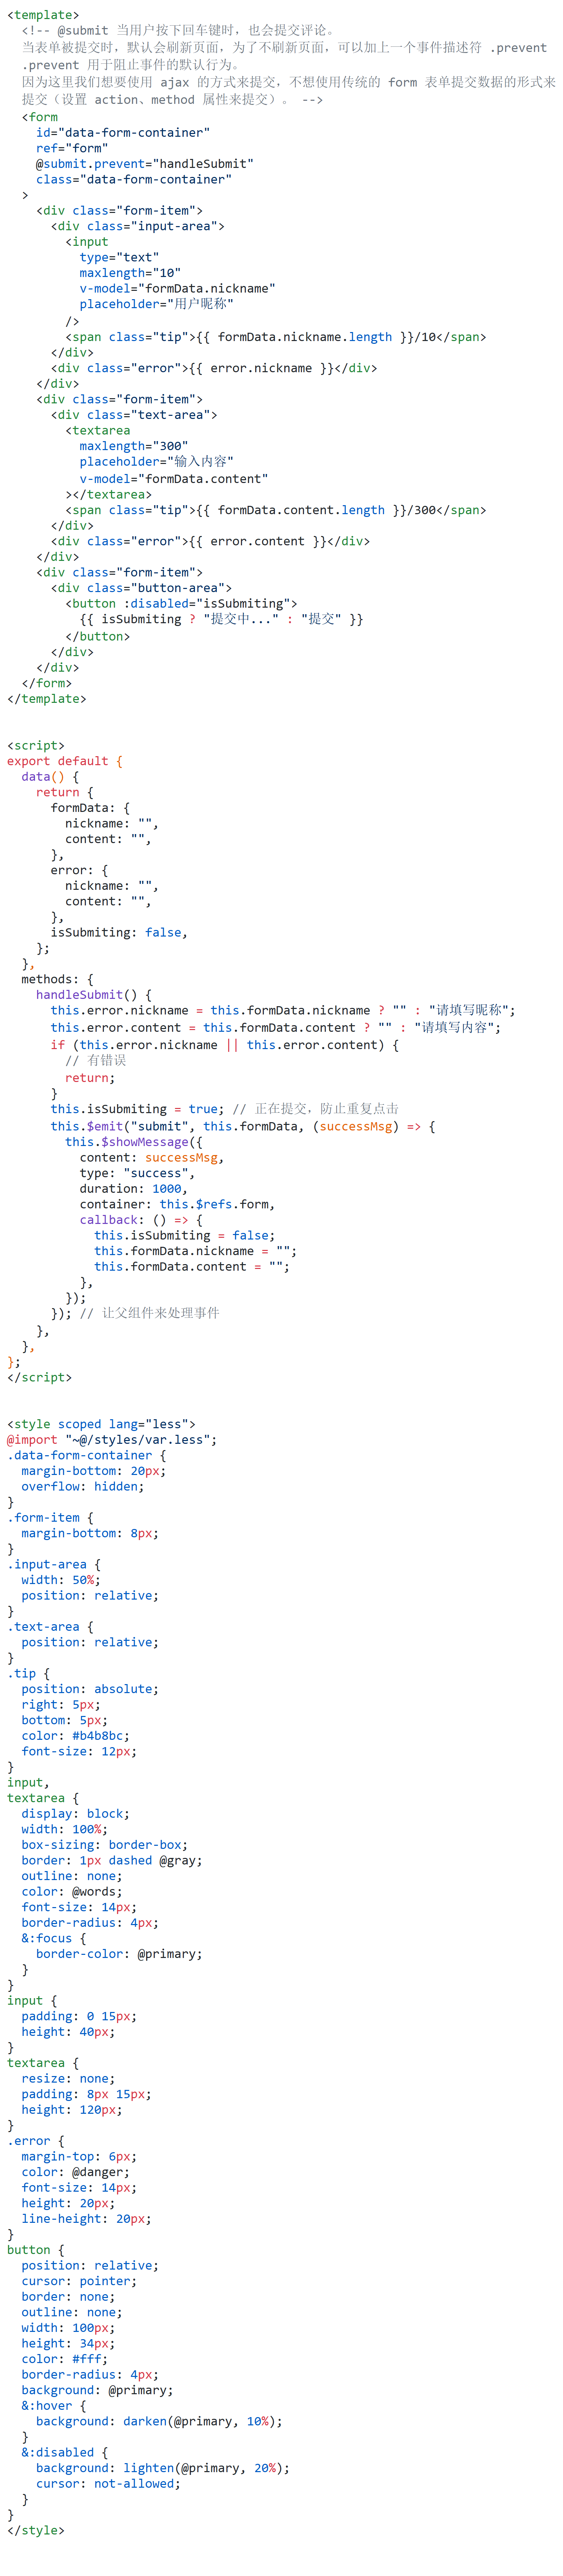 <template>
  <!-- @submit 当用户按下回车键时，也会提交评论。
  当表单被提交时，默认会刷新页面，为了不刷新页面，可以加上一个事件描述符 .prevent
  .prevent 用于阻止事件的默认行为。
  因为这里我们想要使用 ajax 的方式来提交，不想使用传统的 form 表单提交数据的形式来
  提交（设置 action、method 属性来提交）。 -->
  <form
    id="data-form-container"
    ref="form"
    @submit.prevent="handleSubmit"
    class="data-form-container"
  >
    <div class="form-item">
      <div class="input-area">
        <input
          type="text"
          maxlength="10"
          v-model="formData.nickname"
          placeholder="用户昵称"
        />
        <span class="tip">{{ formData.nickname.length }}/10</span>
      </div>
      <div class="error">{{ error.nickname }}</div>
    </div>
    <div class="form-item">
      <div class="text-area">
        <textarea
          maxlength="300"
          placeholder="输入内容"
          v-model="formData.content"
        ></textarea>
        <span class="tip">{{ formData.content.length }}/300</span>
      </div>
      <div class="error">{{ error.content }}</div>
    </div>
    <div class="form-item">
      <div class="button-area">
        <button :disabled="isSubmiting">
          {{ isSubmiting ? "提交中..." : "提交" }}
        </button>
      </div>
    </div>
  </form>
</template>

<script>
export default {
  data() {
    return {
      formData: {
        nickname: "",
        content: "",
      },
      error: {
        nickname: "",
        content: "",
      },
      isSubmiting: false,
    };
  },
  methods: {
    handleSubmit() {
      this.error.nickname = this.formData.nickname ? "" : "请填写昵称";
      this.error.content = this.formData.content ? "" : "请填写内容";
      if (this.error.nickname || this.error.content) {
        // 有错误
        return;
      }
      this.isSubmiting = true; // 正在提交，防止重复点击
      this.$emit("submit", this.formData, (successMsg) => {
        this.$showMessage({
          content: successMsg,
          type: "success",
          duration: 1000,
          container: this.$refs.form,
          callback: () => {
            this.isSubmiting = false;
            this.formData.nickname = "";
            this.formData.content = "";
          },
        });
      }); // 让父组件来处理事件
    },
  },
};
</script>

<style scoped lang="less">
@import "~@/styles/var.less";
.data-form-container {
  margin-bottom: 20px;
  overflow: hidden;
}
.form-item {
  margin-bottom: 8px;
}
.input-area {
  width: 50%;
  position: relative;
}
.text-area {
  position: relative;
}
.tip {
  position: absolute;
  right: 5px;
  bottom: 5px;
  color: #b4b8bc;
  font-size: 12px;
}
input,
textarea {
  display: block;
  width: 100%;
  box-sizing: border-box;
  border: 1px dashed @gray;
  outline: none;
  color: @words;
  font-size: 14px;
  border-radius: 4px;
  &:focus {
    border-color: @primary;
  }
}
input {
  padding: 0 15px;
  height: 40px;
}
textarea {
  resize: none;
  padding: 8px 15px;
  height: 120px;
}
.error {
  margin-top: 6px;
  color: @danger;
  font-size: 14px;
  height: 20px;
  line-height: 20px;
}
button {
  position: relative;
  cursor: pointer;
  border: none;
  outline: none;
  width: 100px;
  height: 34px;
  color: #fff;
  border-radius: 4px;
  background: @primary;
  &:hover {
    background: darken(@primary, 10%);
  }
  &:disabled {
    background: lighten(@primary, 20%);
    cursor: not-allowed;
  }
}
</style>